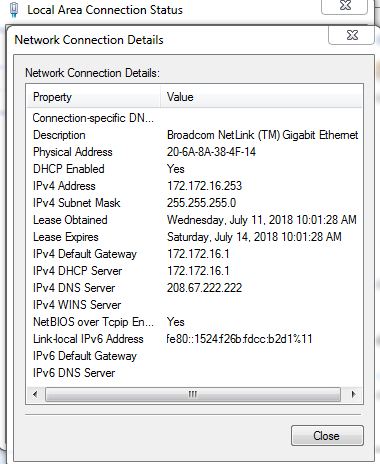 Local Area Connection Status
Network Connection Details
Network Connection Details:
Property Value
Connection-specific DN...
Description Broadcom NetLink (TM) Gigabit Ethernet
Physical Address 20-6A-8A-38-4F-14
DHCP Enabled Yes
IPv4 Address 172.172.16.253
IPv4 Subnet Mask 255.255.255.0
Lease Obtained Wednesday, July 11, 2018 10:01:28 AM
Lease Expires Saturday, July 14, 2018 10:01:28 AM
IPv4 Default Gateway 172.172.16.1
IPv4 DHCP Server 172.172.16.1
IPv4 DNS Server 208.67.222.222
IPv4 WINS Server
NetBIOS over Tcpip En... Yes
Link-local IPv6 Address fe80::1524:f26b:fdcc:b2d1%11
IPv6 Default Gateway
IPv6 DNS Server
Close